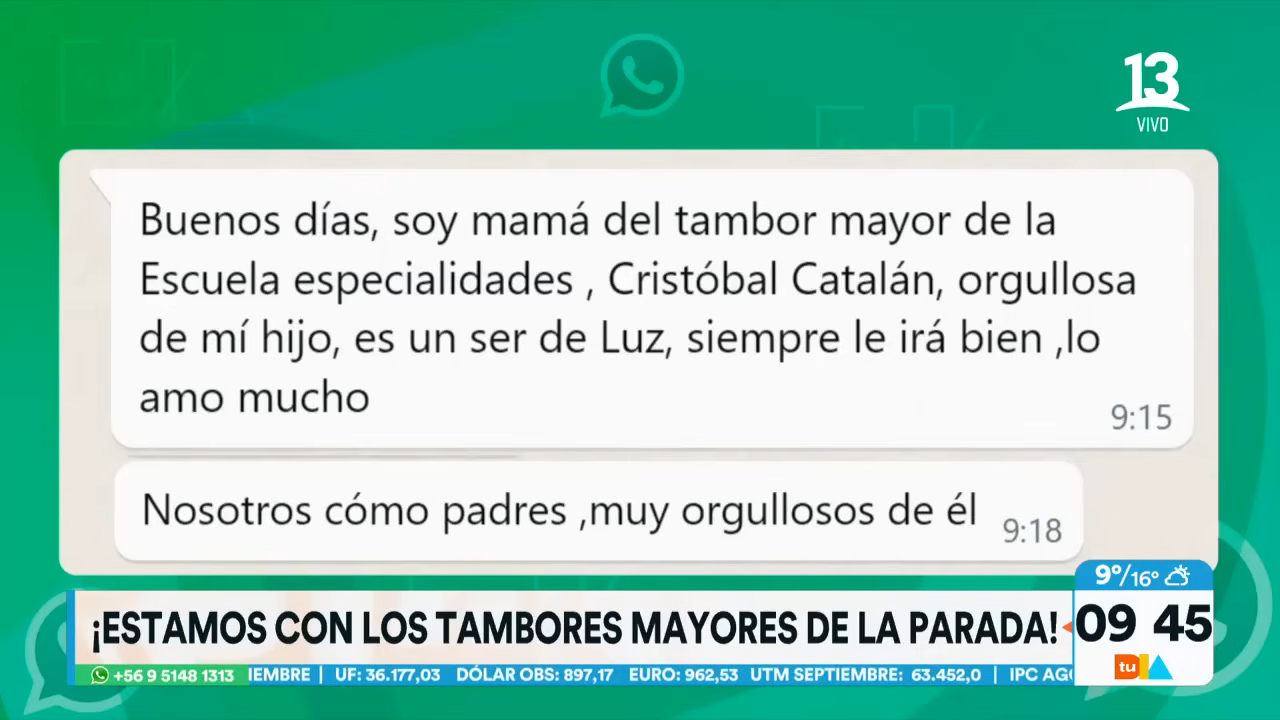 13
VIVO
Buenos días, soy mamá del tambor mayor de la
Escuela especialidades , Cristóbal Catalán, orgullosa
de mí hijo, es un ser de Luz, siempre le irá bien ,lo
amo mucho
9:15
Nosotros cómo padres ,muy orgullosos de él
9:18
9°/16°
¡ESTAMOS CON LOS TAMBORES MAYORES DE LA PARADA!
09 45
+56 9 5148 1313 IEMBRE | UF: 36.177,03 DÓLAR OBS: 897,17 EURO: 962,53 UTM SEPTIEMBRE: 63.452,0 | IPC AG
tu DIA